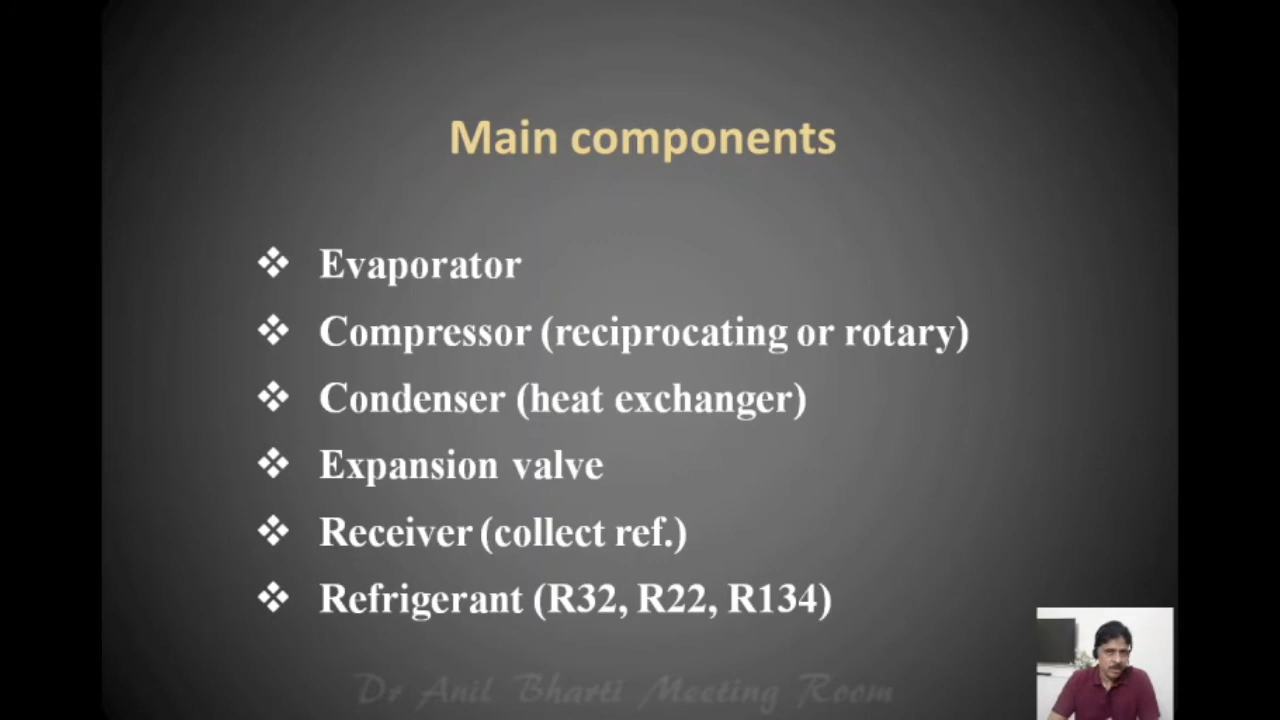 Main components
❖ Evaporator
❖ Compressor (reciprocating or rotary)
❖ Condenser (heat exchanger)
❖ Expansion valve
❖ Receiver (collect ref.)
❖ Refrigerant (R32, R22, R134)
Dr Anil Bharti Meeting Room